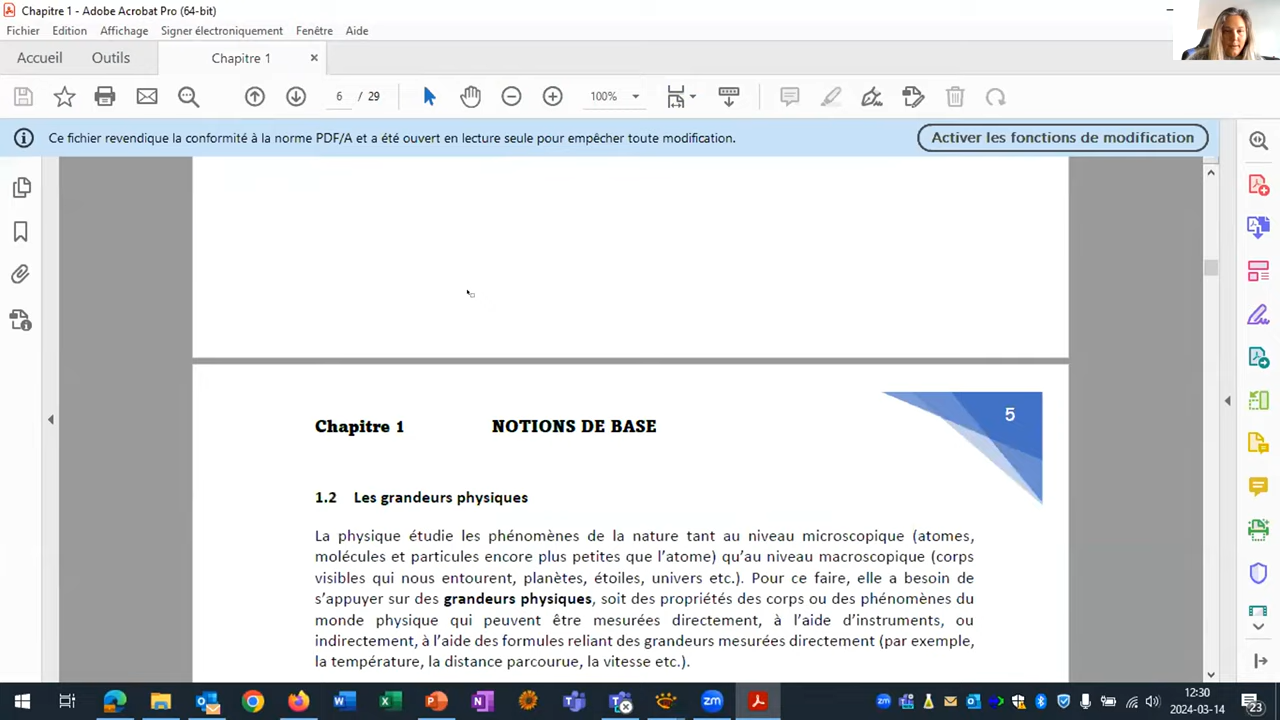 Chapitre 1 - Adobe Acrobat Pro (64-bit)
Fichier Edition Affichage Signer électroniquement Fenêtre Aide
Accueil Outils Chapitre 1
6 / 29 100%
Ce fichier revendique la conformité à la norme PDF/A et a été ouvert en lecture seule pour empêcher toute modification. Activer les fonctions de modification
Chapitre 1 NOTIONS DE BASE 5
1.2 Les grandeurs physiques
La physique étudie les phénomènes de la nature tant au niveau microscopique (atomes,
molécules et particules encore plus petites que l’atome) qu’au niveau macroscopique (corps
visibles qui nous entourent, planètes, étoiles, univers etc.). Pour ce faire, elle a besoin de
s’appuyer sur des grandeurs physiques, soit des propriétés des corps ou des phénomènes du
monde physique qui peuvent être mesurées directement, à l’aide d’instruments, ou
indirectement, à l’aide des formules reliant des grandeurs mesurées directement (par exemple,
la température, la distance parcourue, la vitesse etc.).
12:30
2024-03-14
23